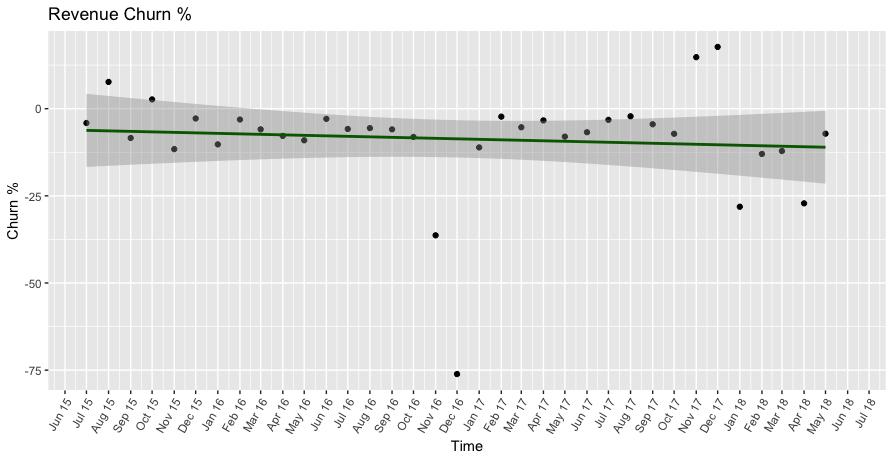 Revenue Churn %
0
-25
-50
-75
Churn %
Jun 15
Jul 15
Aug 15
Sep 15
Oct 15
Nov 15
Dec 15
Jan 16
Feb 16
Mar 16
Apr 16
May 16
Jun 16
Jul 16
Aug 16
Sep 16
Oct 16
Nov 16
Dec 16
Jan 17
Feb 17
Mar 17
Apr 17
May 17
Jun 17
Jul 17
Aug 17
Sep 17
Oct 17
Nov 17
Dec 17
Jan 18
Feb 18
Mar 18
Apr 18
May 18
Jun 18
Jul 18
Time